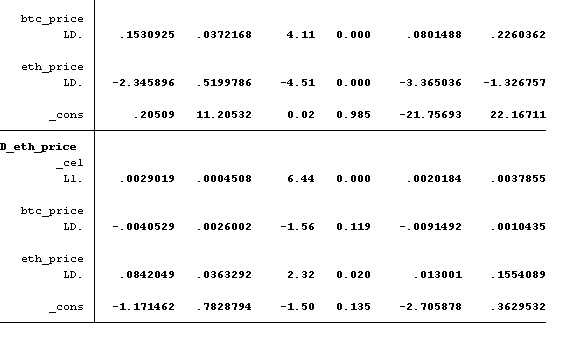 btc_price
LD. .1530925 .0372168 4.11 0.000 .0801488 .2260362
eth_price
LD. -2.345896 .5199786 -4.51 0.000 -3.365036 -1.326757
_cons .20509 11.20532 0.02 0.985 -21.75693 22.16711
D_eth_price
_ce1
L1. .0029019 .0004508 6.44 0.000 .0020184 .0037855
btc_price
LD. -.0040529 .0026002 -1.56 0.119 -.0091492 .0010435
eth_price
LD. .0842049 .0363292 2.32 0.020 .013001 .1554089
_cons -1.171462 .7828794 -1.50 0.135 -2.705878 .3629532